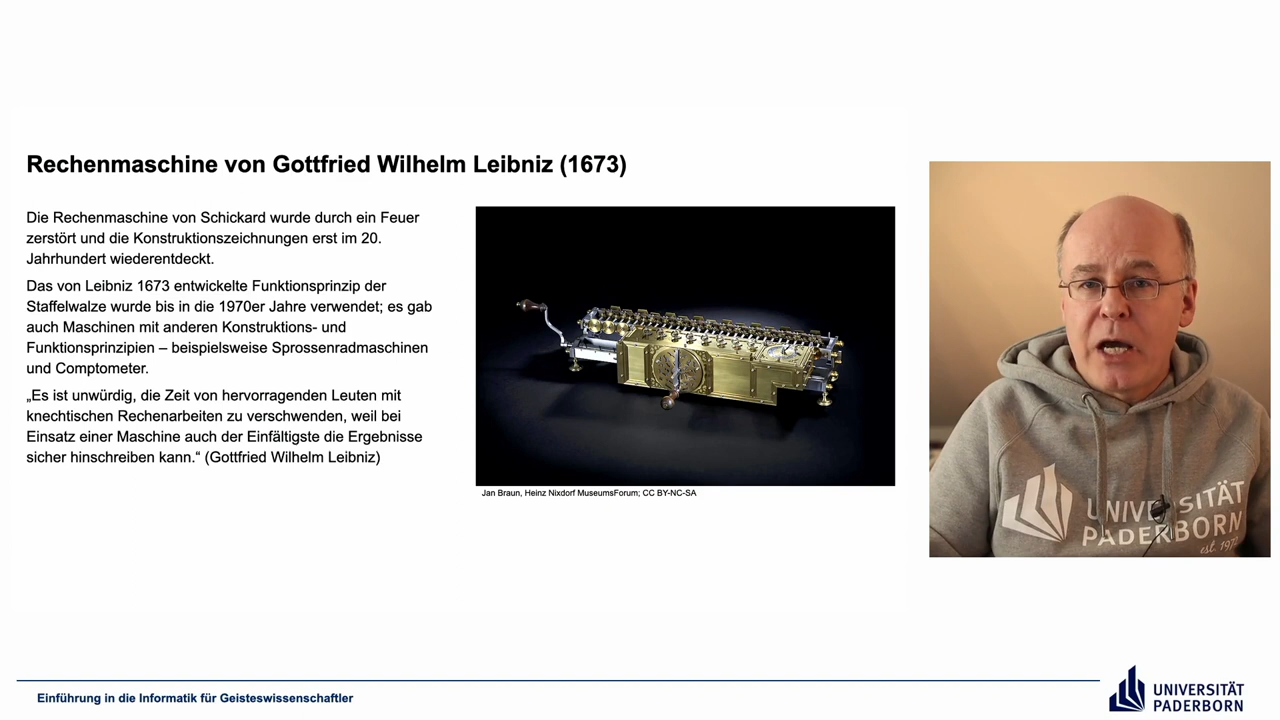 Rechenmaschine von Gottfried Wilhelm Leibniz (1673)
Die Rechenmaschine von Schickard wurde durch ein Feuer
zerstört und die Konstruktionszeichnungen erst im 20.
Jahrhundert wiederentdeckt.
Das von Leibniz 1673 entwickelte Funktionsprinzip der
Staffelwalze wurde bis in die 1970er Jahre verwendet; es gab
auch Maschinen mit anderen Konstruktions- und
Funktionsprinzipien – beispielsweise Sprossenradmaschinen
und Comptometer.
„Es ist unwürdig, die Zeit von hervorragenden Leuten mit
knechtischen Rechenarbeiten zu verschwenden, weil bei
Einsatz einer Maschine auch der Einfältigste die Ergebnisse
sicher hinschreiben kann.“ (Gottfried Wilhelm Leibniz)
Jan Braun, Heinz Nixdorf MuseumsForum; CC BY-NC-SA
UNIVERSITÄT
PADERBORN
est. 1972
Einführung in die Informatik für Geisteswissenschaftler
UNIVERSITÄT
PADERBORN